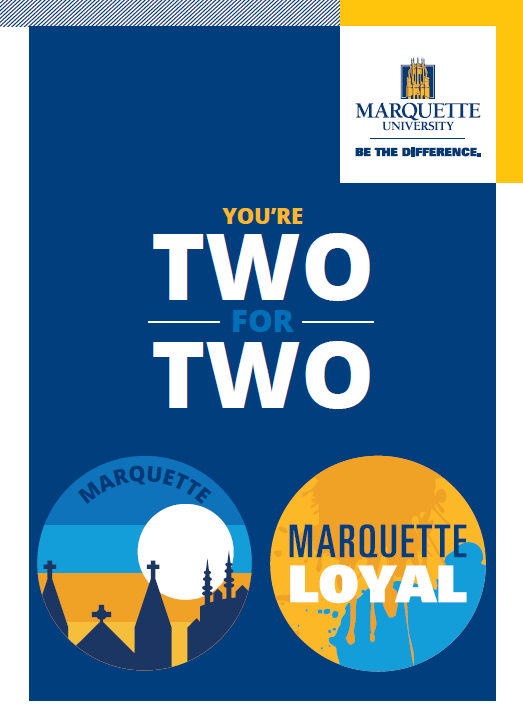 MARQUETTE
UNIVERSITY
BE THE DIFFERENCE.
YOU'RE
TWO
FOR
TWO
MARQUETTE
MARQUETTE
LOYAL